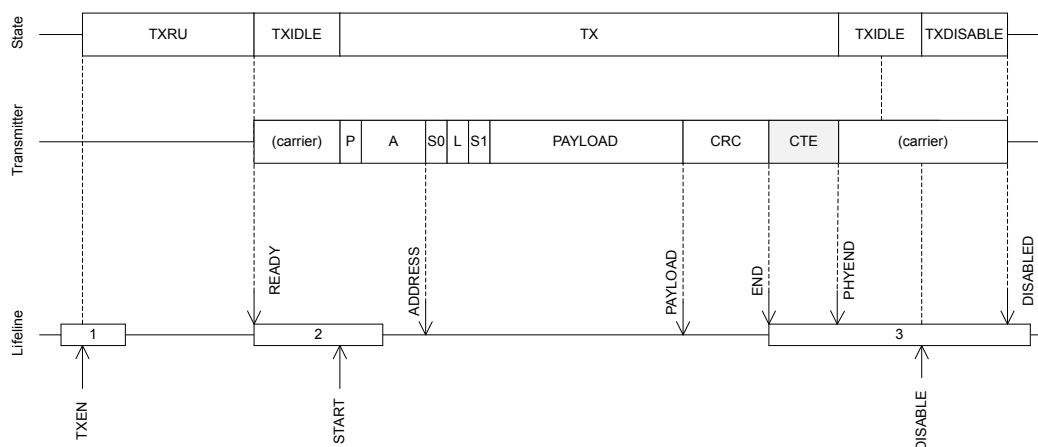 State
TXRU
TXIDLE
TX
TXIDLE
TXDISABLE
Transmitter
(carrier)
P
A
S0
L
S1
PAYLOAD
CRC
CTE
(carrier)
READY
ADDRESS
PAYLOAD
END
PHYEND
DISABLED
Lifeline
1
2
3
TXEN
START
DISABLE